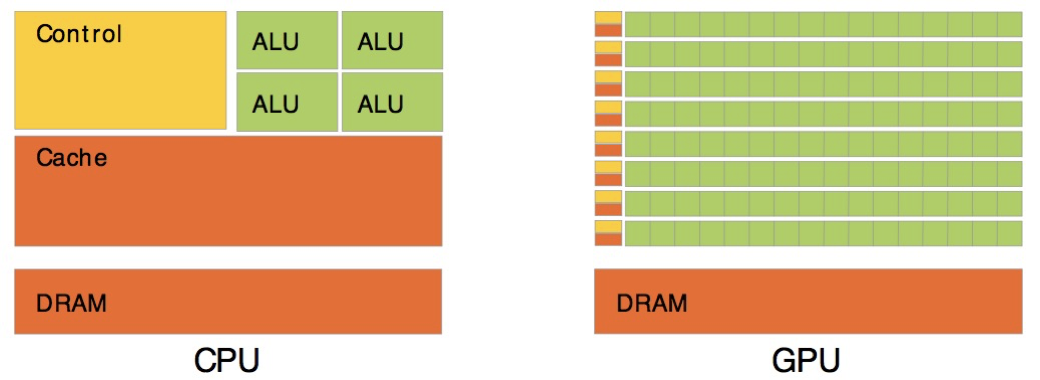 Control
ALU ALU
ALU ALU
Cache
DRAM
CPU
DRAM
GPU